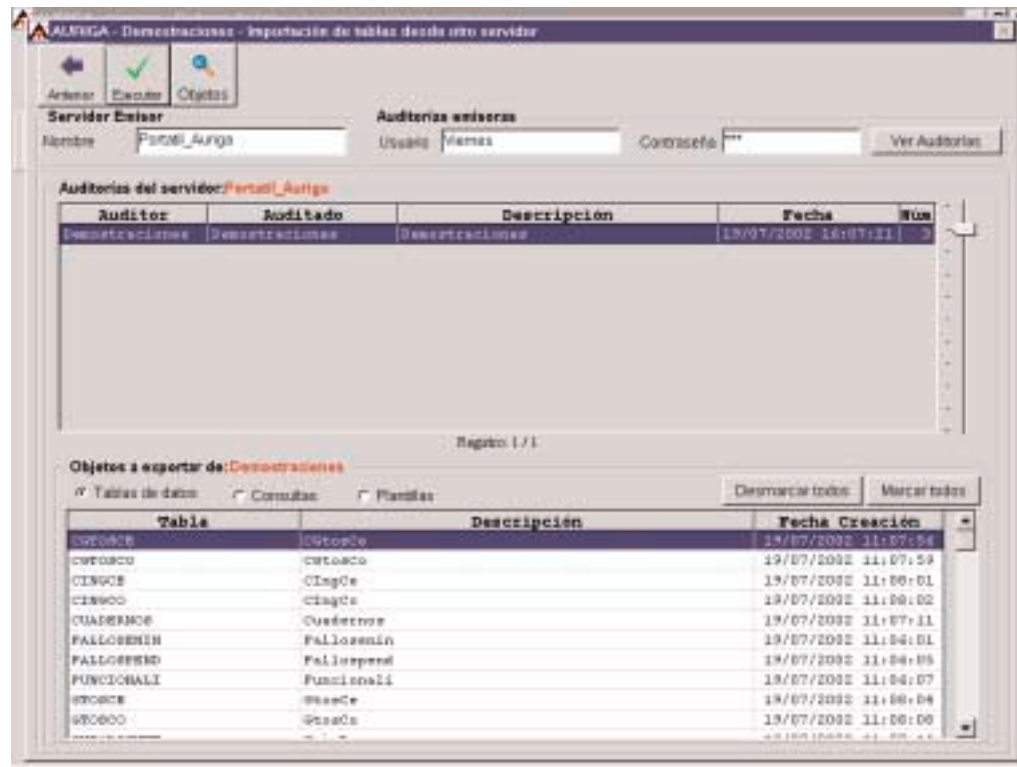 AURIGA - Demostraciones - Importación de tablas desde otro servidor
Anterior Ejecutar Objetos
Servidor Emisor Auditorías emisoras
Nombre Portatil_Auriga Usuario Viernes Contraseña *** Ver Auditorías
Auditorías del servidor:Portatil_Auriga
Auditor Auditado Descripción Fecha Núm
Demostraciones Demostraciones Demostraciones 19/07/2002 16:07:21 3
Registro: 1 / 1
Objetos a exportar de:Demostraciones
Tablas de datos Consultas Plantillas Desmarcar todos Marcar todos
Tabla Descripción Fecha Creación
CGTOSCE CGtosCe 19/07/2002 11:07:56
CGTOSCO CGtosCo 19/07/2002 11:07:59
CINGCE CIngCe 19/07/2002 11:08:01
CINGCO CIngCo 19/07/2002 11:08:02
CUADERNOS Cuadernos 19/07/2002 11:07:11
FALLOSENIN Fallosenin 19/07/2002 11:06:01
FALLOSPEND Fallospend 19/07/2002 11:06:05
FUNCIONALI Funcionali 19/07/2002 11:06:07
GTOSCE GtosCe 19/07/2002 11:08:04
GTOSCO GtosCo 19/07/2002 11:08:08